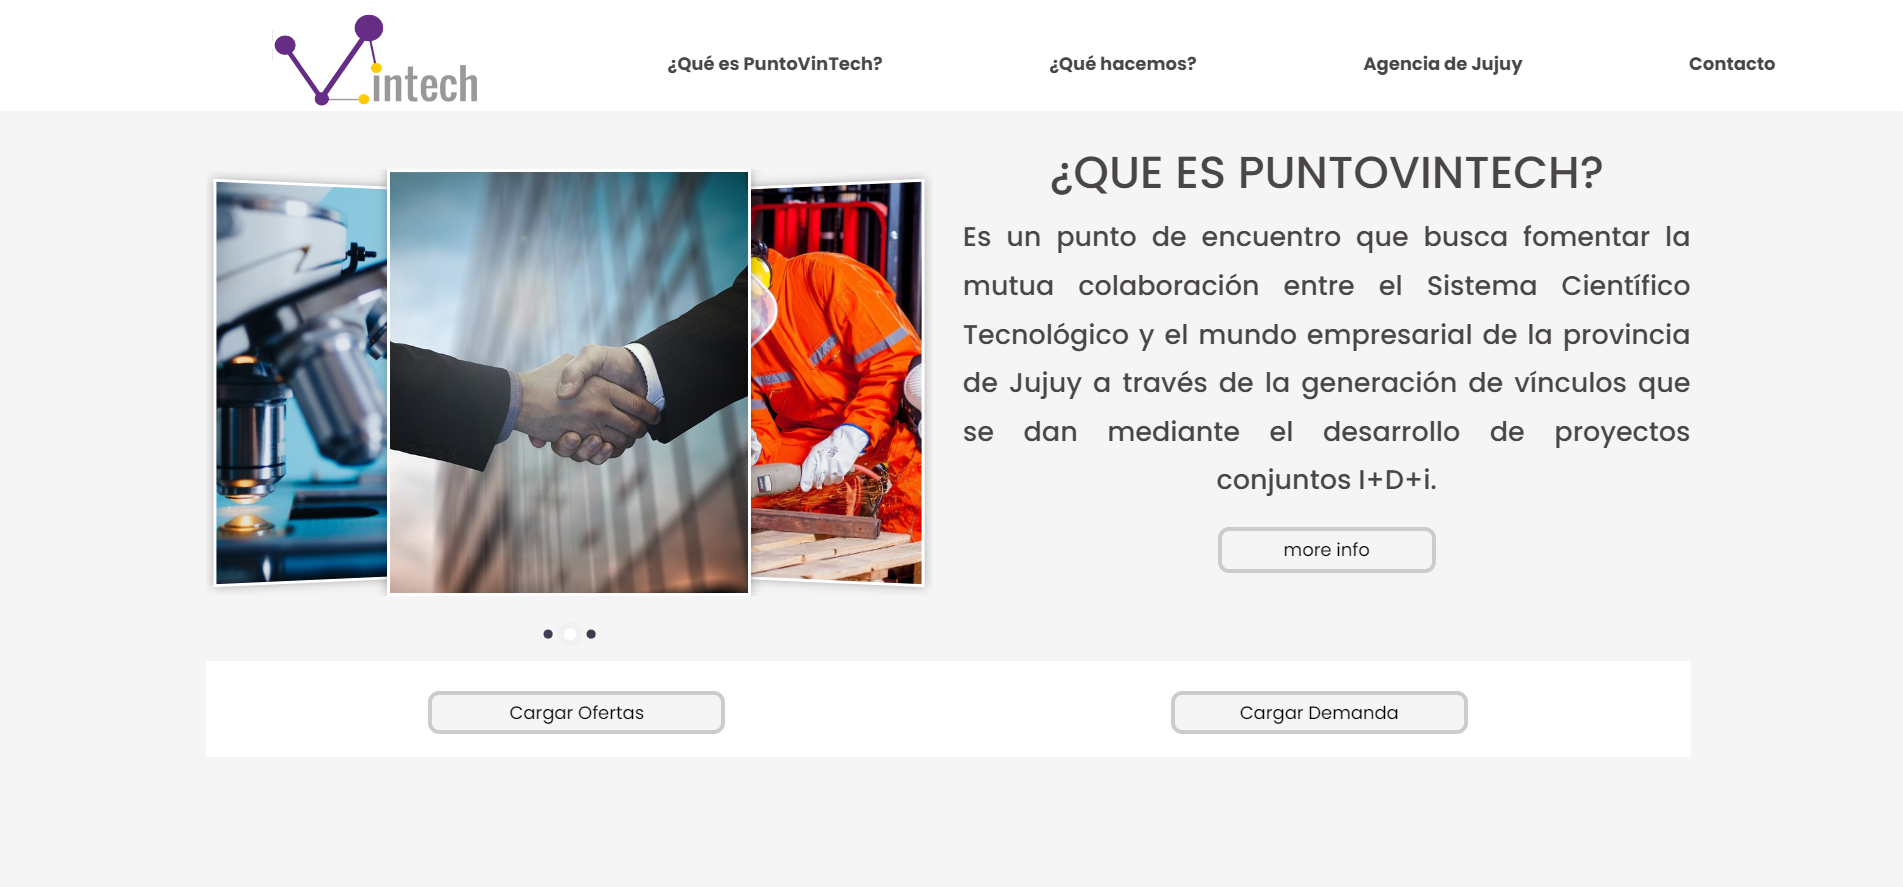 intech
¿Qué es PuntoVinTech?
¿Qué hacemos?
Agencia de Jujuy
Contacto
¿QUE ES PUNTOVINTECH?
Es un punto de encuentro que busca fomentar la
mutua colaboración entre el Sistema Científico
Tecnológico y el mundo empresarial de la provincia
de Jujuy a través de la generación de vínculos que
se dan mediante el desarrollo de proyectos
conjuntos I+D+i.
more info
Cargar Ofertas
Cargar Demanda